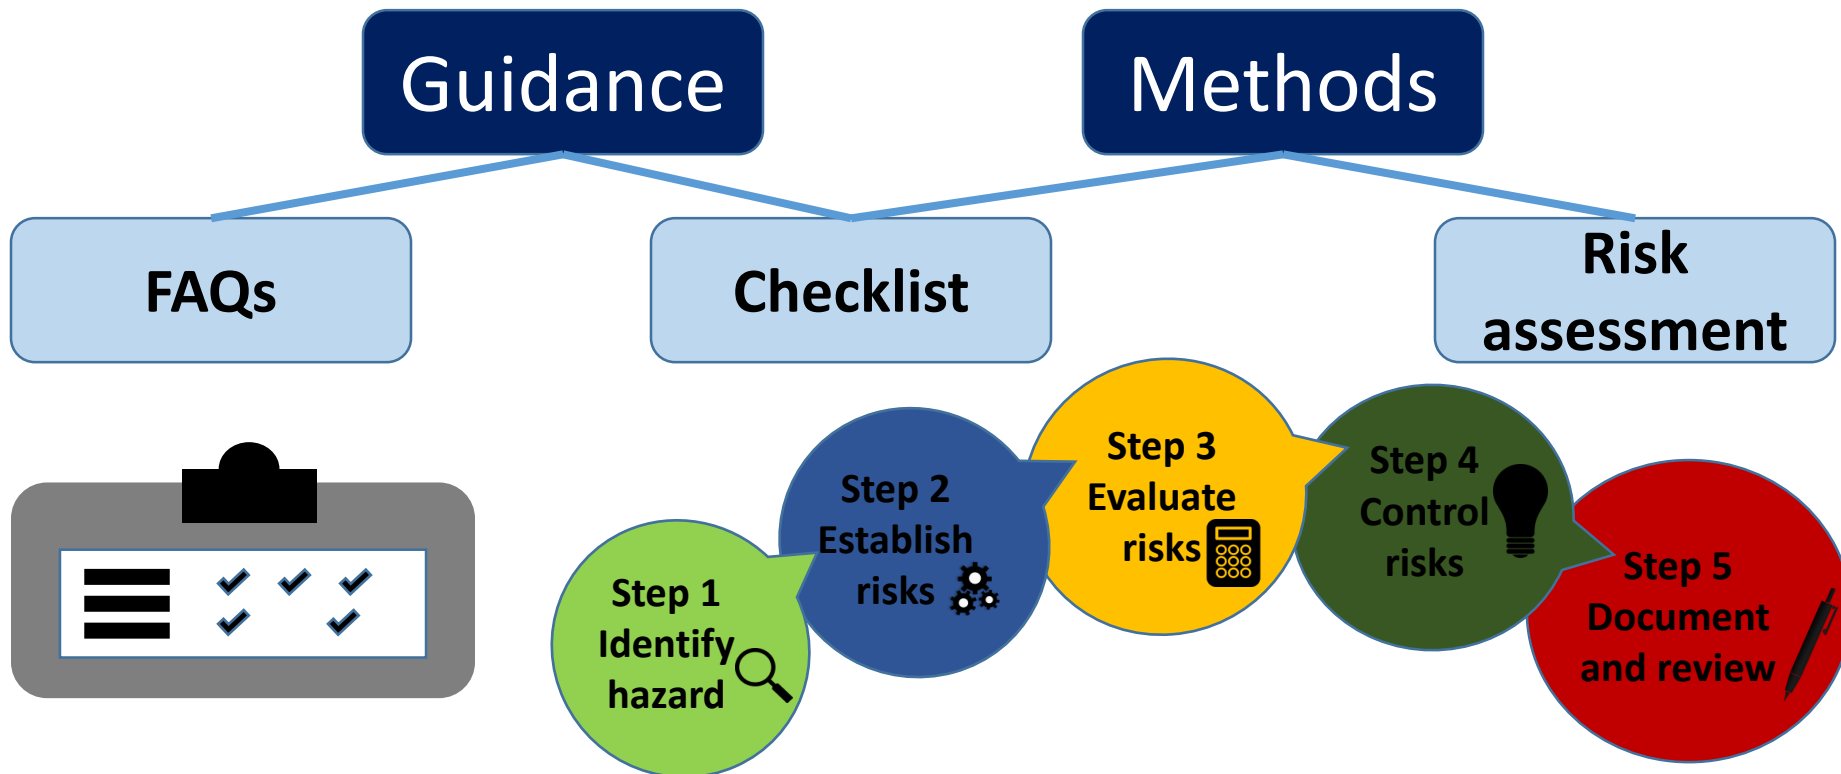 Guidance
Methods
FAQs
Checklist
Risk
assessment
Step 1
Identify
hazard
Step 2
Establish
risks
Step 3
Evaluate
risks
Step 4
Control
risks
Step 5
Document
and review